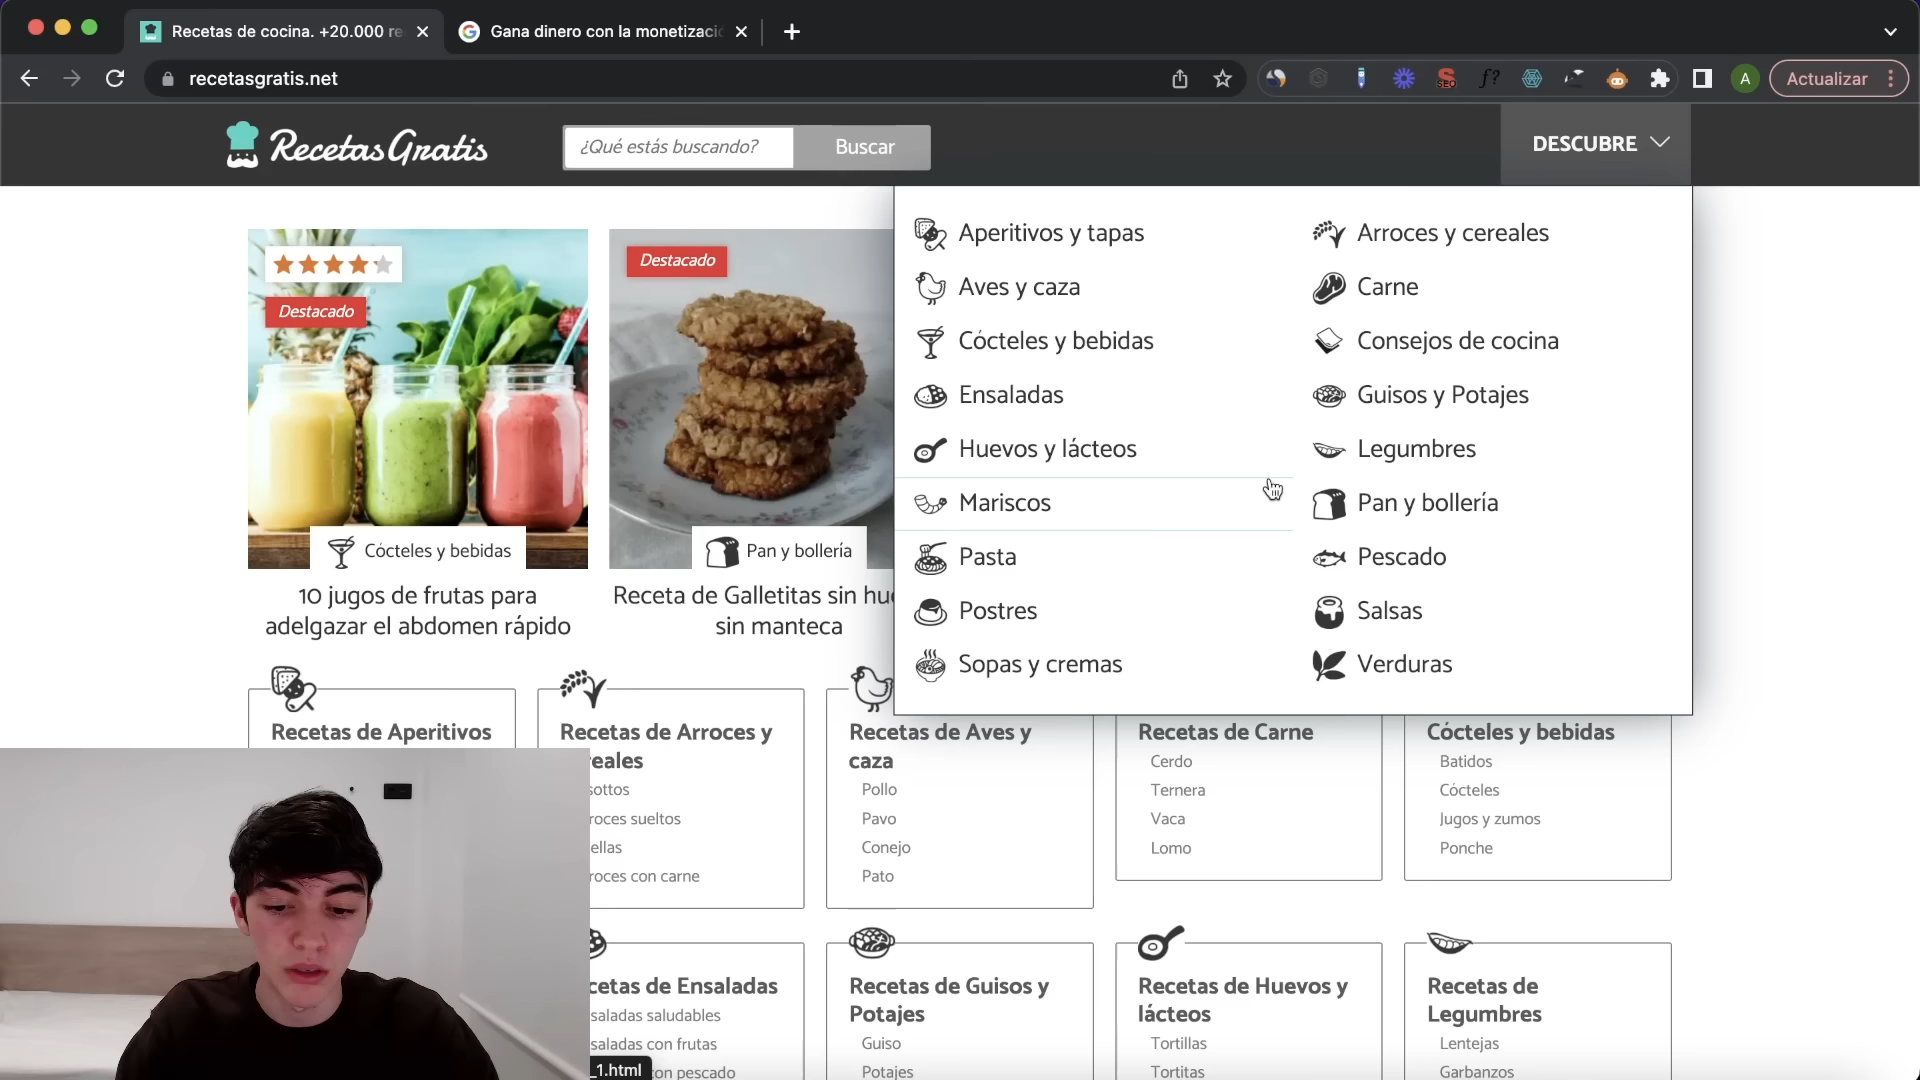 Recetas de cocina. +20.000 re
Gana dinero con la monetizació
recetasgratis.net
SEO
f?
A
Actualizar
RecetasGratis
¿Qué estás buscando?
Buscar
DESCUBRE
Destacado
Destacado
Cócteles y bebidas
Pan y bollería
10 jugos de frutas para
adelgazar el abdomen rápido
Receta de Galletitas sin hue
sin manteca
Aperitivos y tapas
Arroces y cereales
Aves y caza
Carne
Cócteles y bebidas
Consejos de cocina
Ensaladas
Guisos y Potajes
Huevos y lácteos
Legumbres
Mariscos
Pan y bollería
Pasta
Pescado
Postres
Salsas
Sopas y cremas
Verduras
Recetas de Aperitivos
Recetas de Arroces y
reales
sottos
roces sueltos
ellas
roces con carne
Recetas de Aves y
caza
Pollo
Pavo
Conejo
Pato
Recetas de Carne
Cerdo
Ternera
Vaca
Lomo
Cócteles y bebidas
Batidos
Cócteles
Jugos y zumos
Ponche
cetas de Ensaladas
saladas saludables
saladas con frutas
con pescado
_1.html
Recetas de Guisos y
Potajes
Guiso
Potajes
Recetas de Huevos y
lácteos
Tortillas
Tortitas
Recetas de
Legumbres
Lentejas
Garbanzos